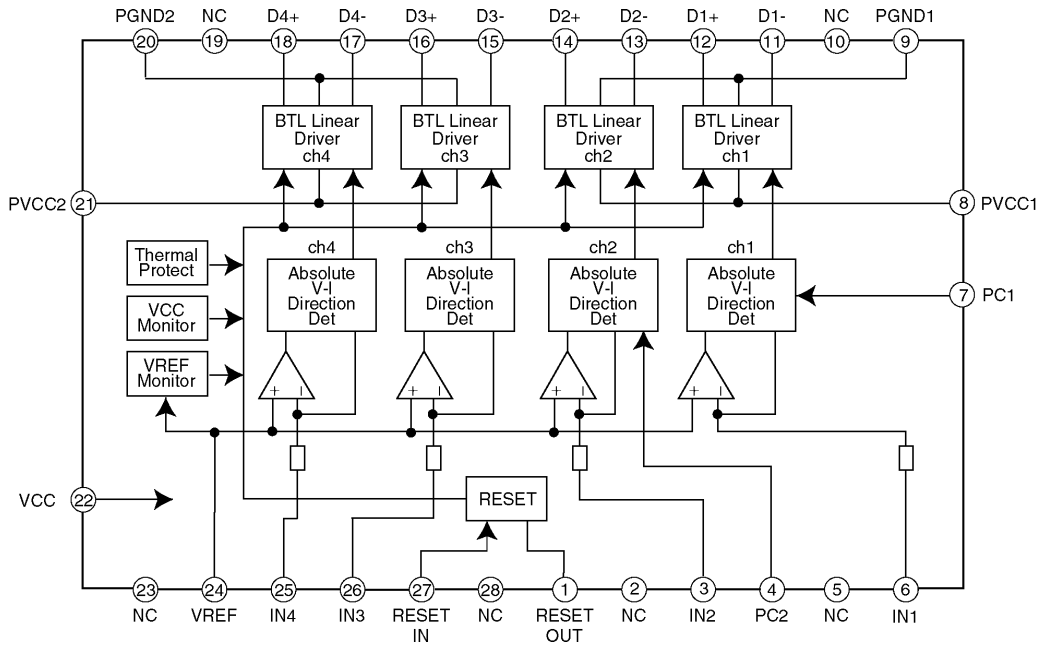 PGND2 NC D4+ D4- D3+ D3- D2+ D2- D1+ D1- NC PGND1
20 19 18 17 16 15 14 13 12 11 10 9
BTL Linear
Driver
ch4
BTL Linear
Driver
ch3
BTL Linear
Driver
ch2
BTL Linear
Driver
ch1
PVCC2 21
8 PVCC1
ch4
ch3
ch2
ch1
Thermal
Protect
Absolute
V-I
Direction
Det
Absolute
V-I
Direction
Det
Absolute
V-I
Direction
Det
Absolute
V-I
Direction
Det
7 PC1
VCC
Monitor
VREF
Monitor
+ −
+ −
+ −
+ −
VCC 22
RESET
23 24 25 26 27 28 1 2 3 4 5 6
NC VREF IN4 IN3 RESET NC RESET NC IN2 PC2 NC IN1
IN OUT